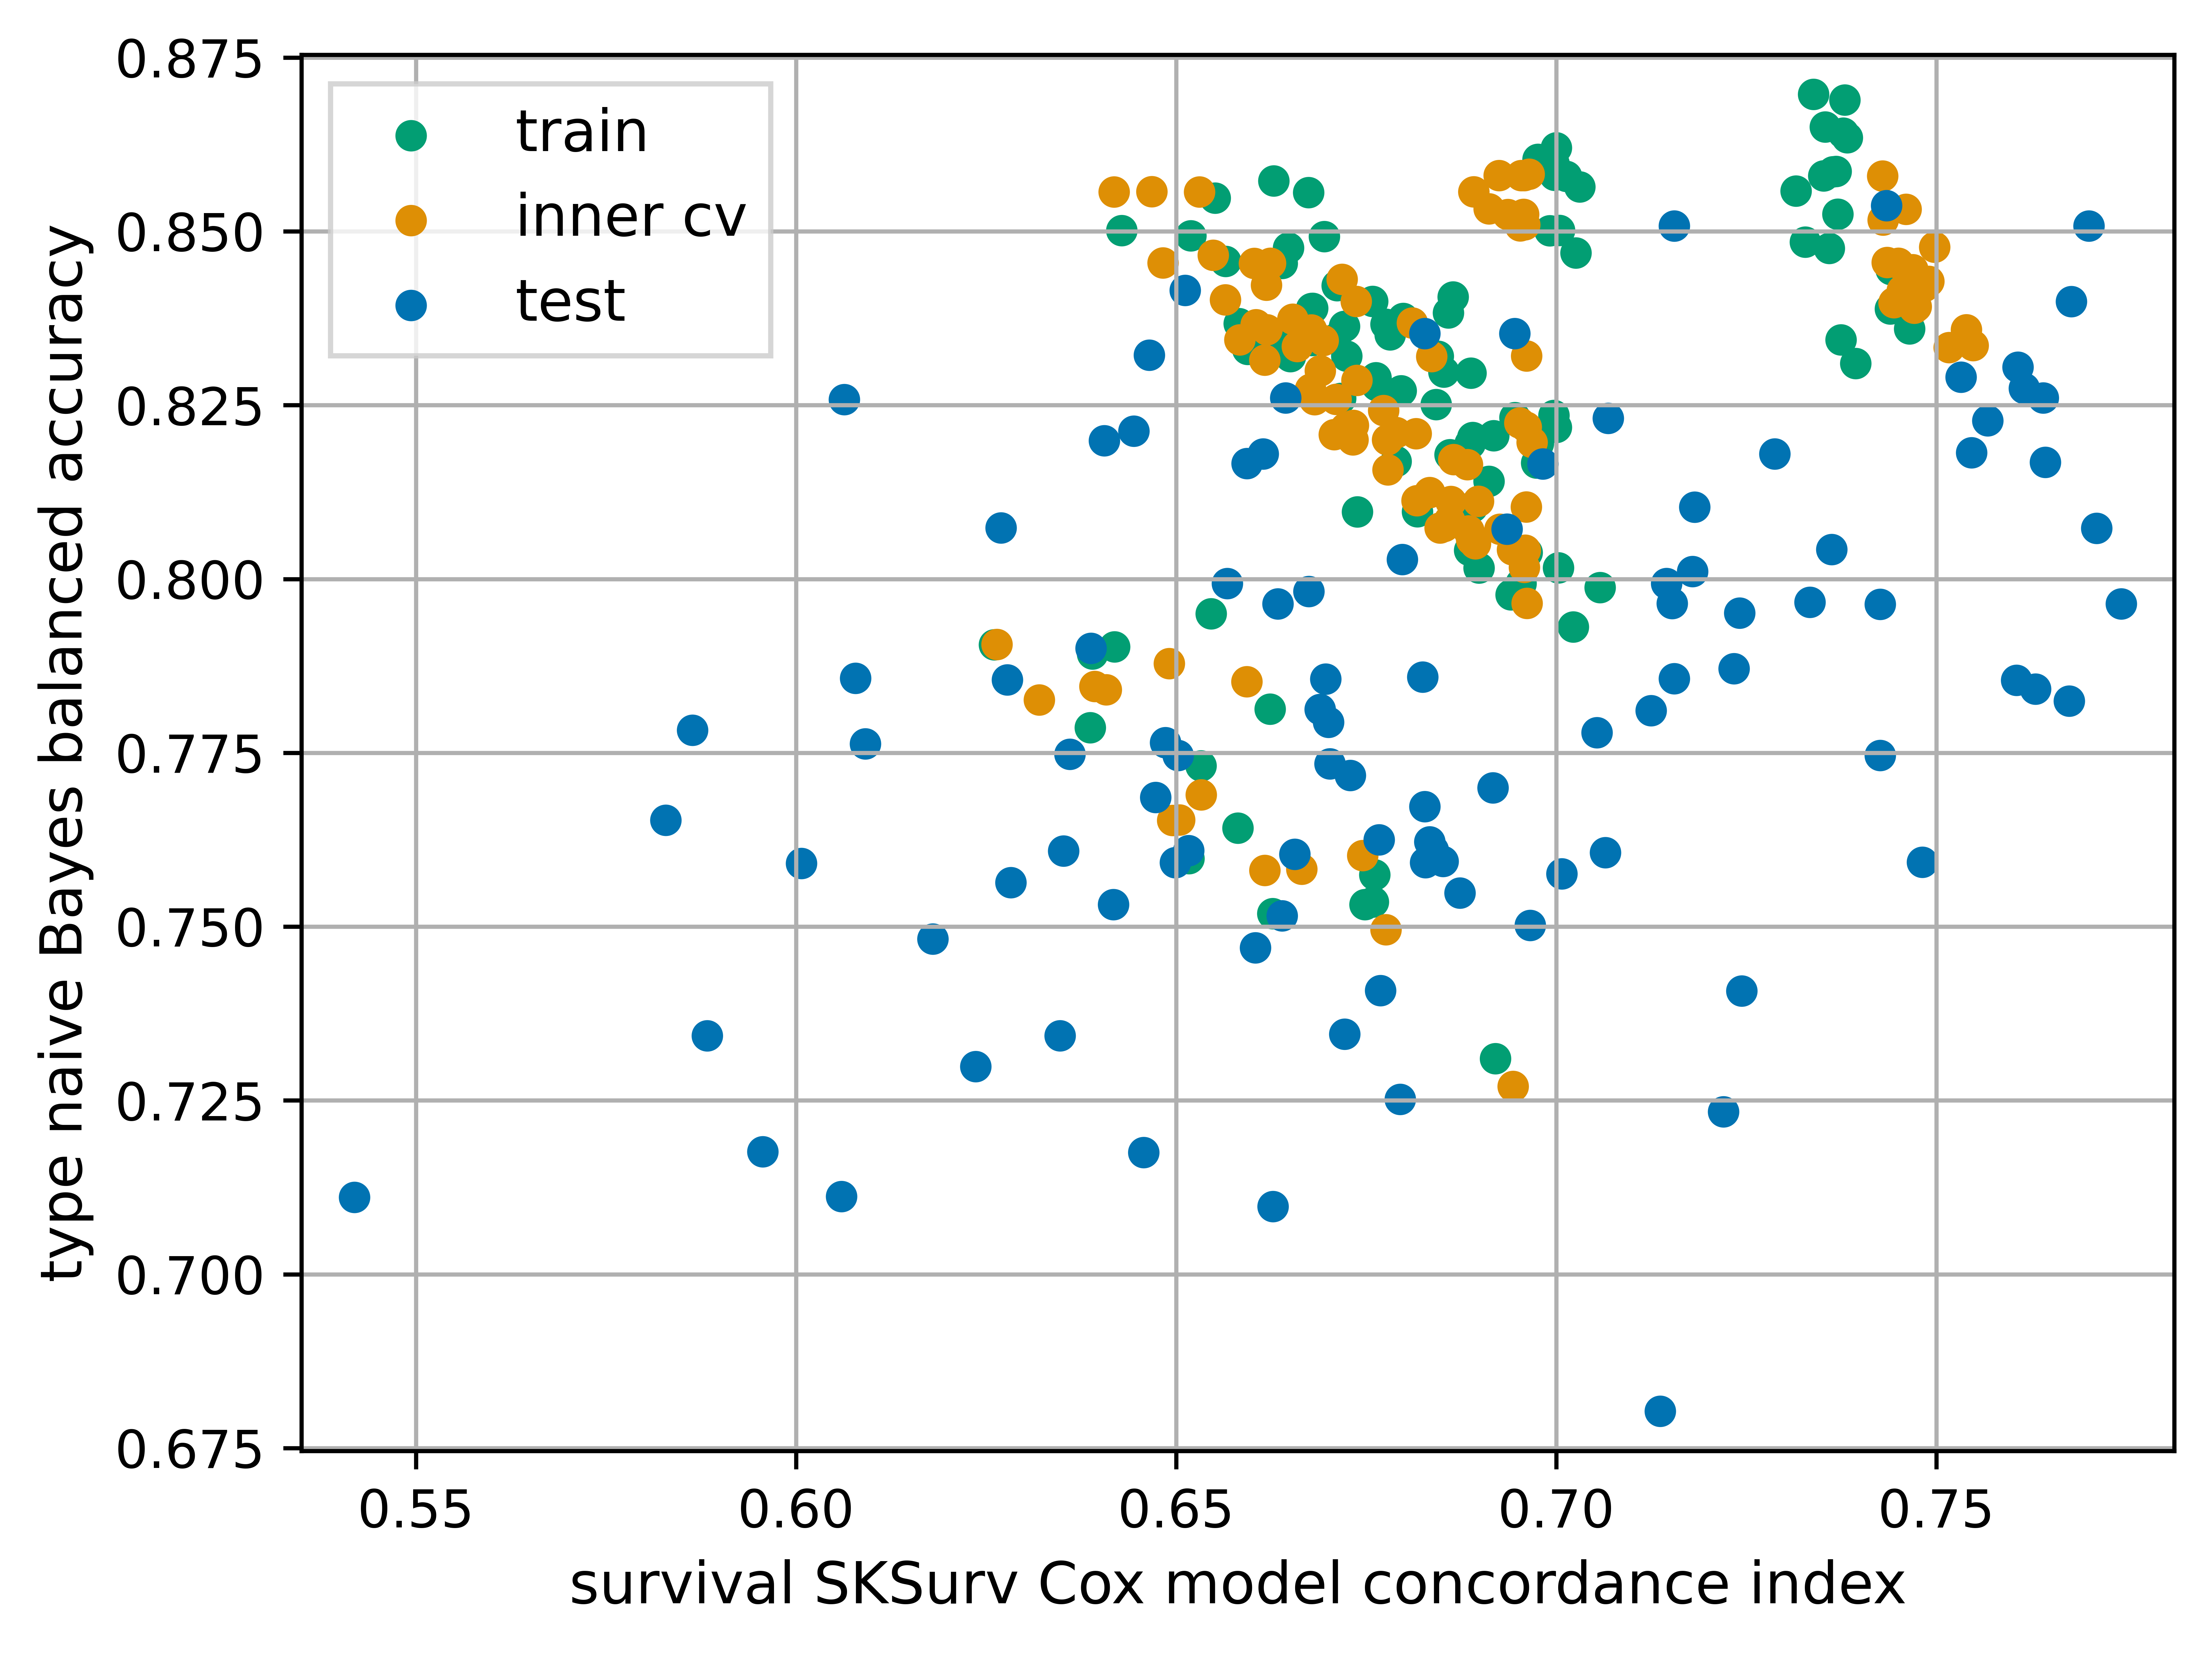 0.875
0.850
0.825
0.800
0.775
0.750
0.725
0.700
0.675
type naive Bayes balanced accuracy
train
inner cv
test
0.55
0.60
0.65
0.70
0.75
survival SKSurv Cox model concordance index